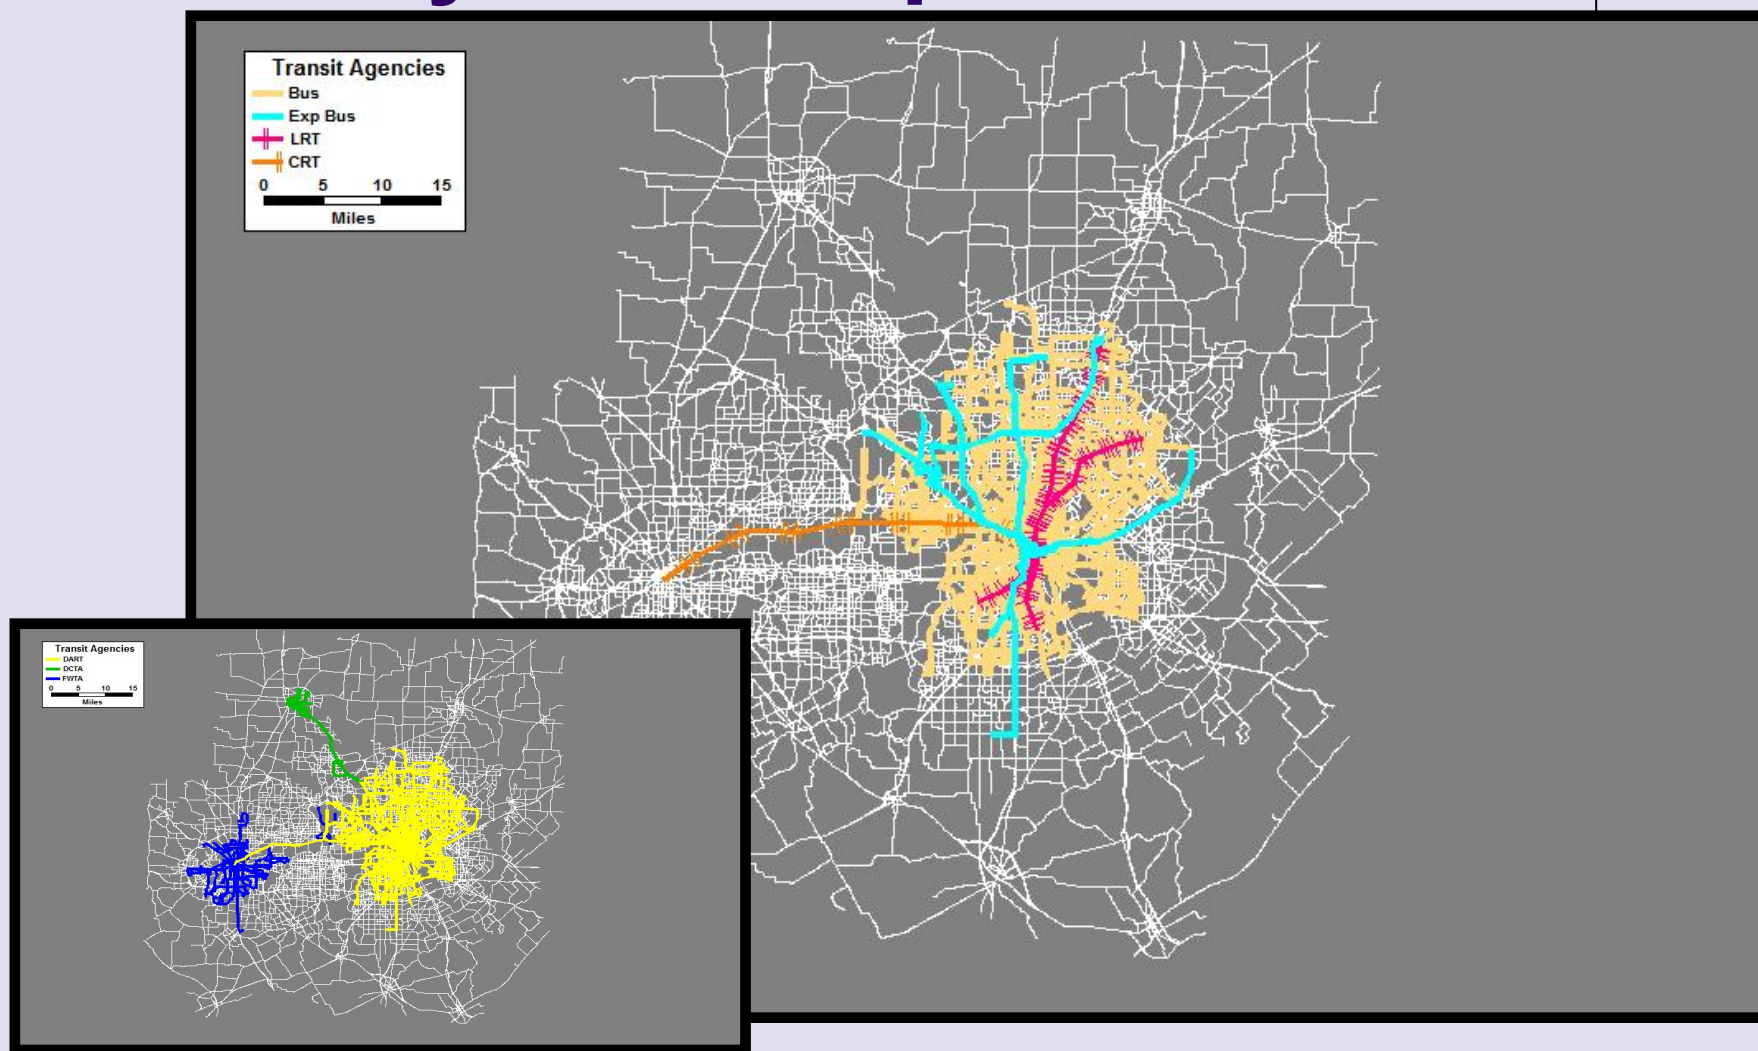 Transit Agencies
Bus
Exp Bus
LRT
CRT
0 5 10 15
Miles
Transit Agencies
DART
DCTA
FWTA
0 5 10 15
Miles